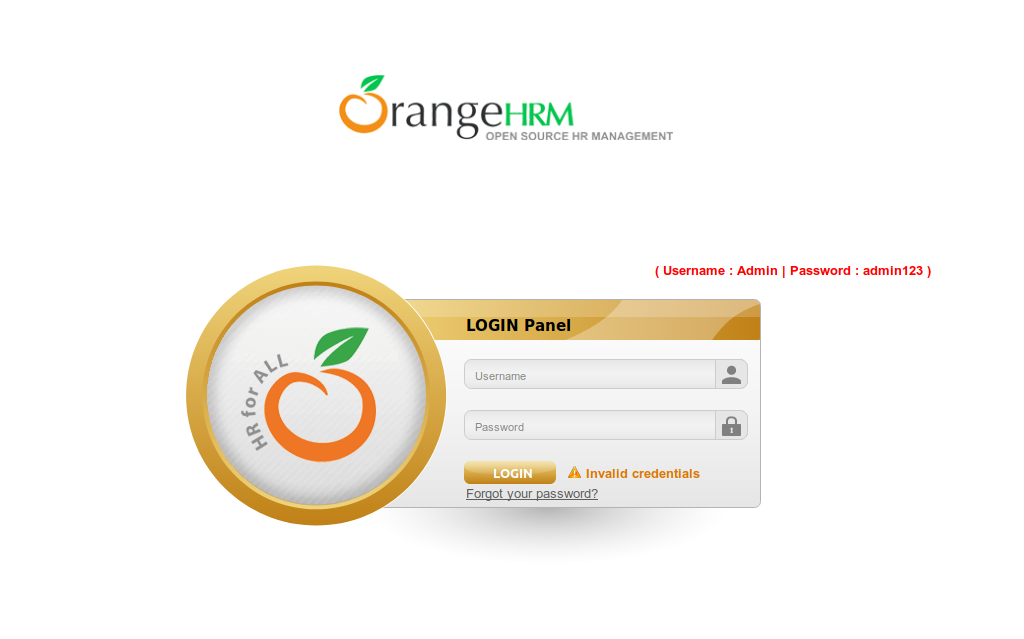 OrangeHRM
OPEN SOURCE HR MANAGEMENT
( Username : Admin | Password : admin123 )
LOGIN Panel
HR for ALL
Username
Password
LOGIN
Invalid credentials
Forgot your password?